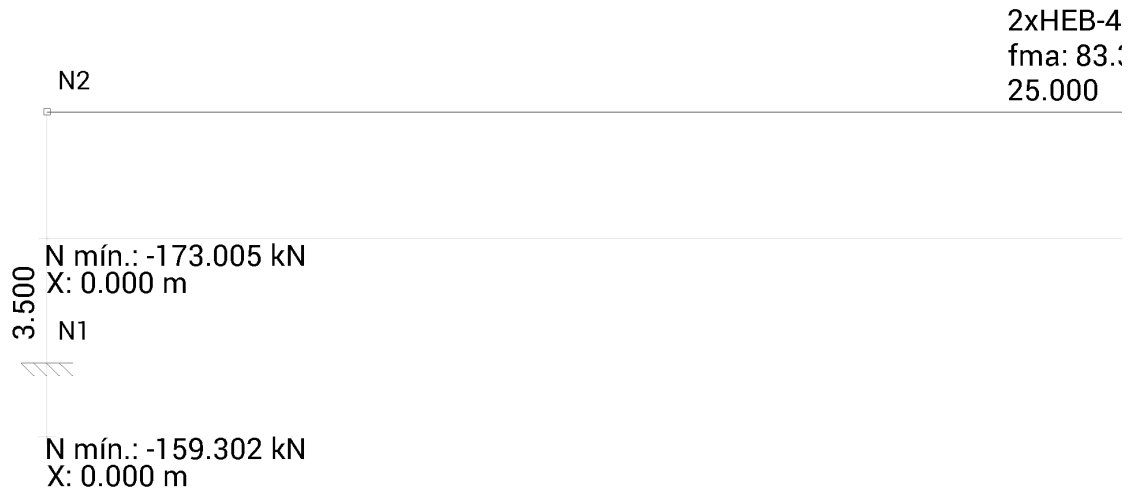 2xHEB-4
fma: 83.3
25.000
N2
N mín.: -173.005 kN
X: 0.000 m
3.500
N1
N mín.: -159.302 kN
X: 0.000 m